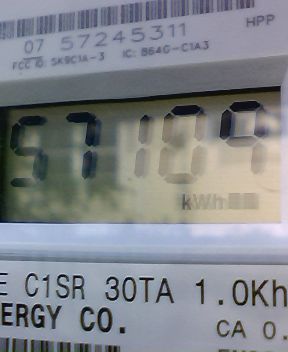 HPP
07 57245311
FCC ID: SK9C1A-3 IC: 864G-C1A3
57109
kWh
E C1SR 30TA 1.0Kh
ERGY CO. CA 0.